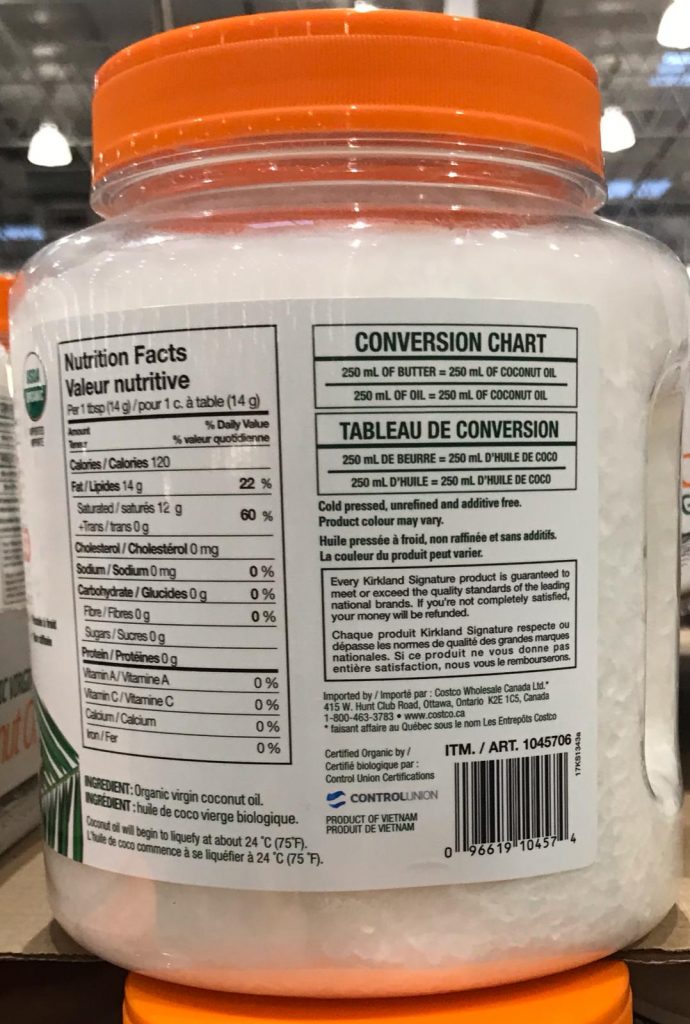 USDA
ORGANIC
Nutrition Facts
Valeur nutritive
Per 1 tbsp (14 g) / pour 1 c. à table (14 g)
Amount
Teneur
% Daily Value
% valeur quotidienne
Calories / Calories 120
Fat / Lipides 14 g 22 %
Saturated / saturés 12 g
+Trans / trans 0 g 60 %
Cholesterol / Cholestérol 0 mg
Sodium / Sodium 0 mg 0 %
Carbohydrate / Glucides 0 g 0 %
Fibre / Fibres 0 g 0 %
Sugars / Sucres 0 g
Protein / Protéines 0 g
Vitamin A / Vitamine A 0 %
Vitamin C / Vitamine C 0 %
Calcium / Calcium 0 %
Iron / Fer 0 %
INGREDIENT: Organic virgin coconut oil.
INGRÉDIENT : huile de coco vierge biologique.
Coconut oil will begin to liquefy at about 24 °C (75°F).
L'huile de coco commence à se liquéfier à 24 °C (75 °F).
CONVERSION CHART
250 mL OF BUTTER = 250 mL OF COCONUT OIL
250 mL OF OIL = 250 mL OF COCONUT OIL
TABLEAU DE CONVERSION
250 mL DE BEURRE = 250 mL D'HUILE DE COCO
250 mL D'HUILE = 250 mL D'HUILE DE COCO
Cold pressed, unrefined and additive free.
Product colour may vary.
Huile pressée à froid, non raffinée et sans additifs.
La couleur du produit peut varier.
Every Kirkland Signature product is guaranteed to
meet or exceed the quality standards of the leading
national brands. If you're not completely satisfied,
your money will be refunded.
Chaque produit Kirkland Signature respecte ou
dépasse les normes de qualité des grandes marques
nationales. Si ce produit ne vous donne pas
entière satisfaction, nous vous le rembourserons.
Imported by / Importé par : Costco Wholesale Canada Ltd.*
415 W. Hunt Club Road, Ottawa, Ontario K2E 1C5, Canada
1-800-463-3783 • www.costco.ca
* faisant affaire au Québec sous le nom Les Entrepôts Costco
Certified Organic by /
Certifié biologique par :
Control Union Certifications
CONTROLUNION
PRODUCT OF VIETNAM
PRODUIT DE VIETNAM
ITM. / ART. 1045706
17KS1343a
0 96619 10457 4